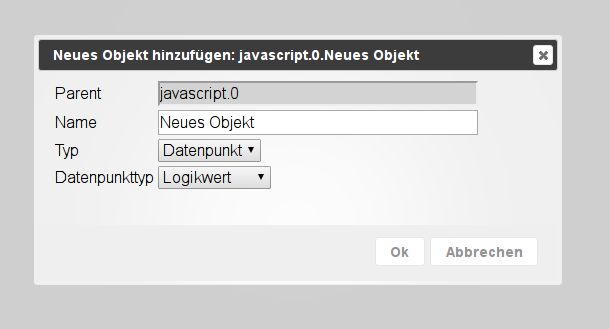 Neues Objekt hinzufügen: javascript.0.Neues Objekt
Parent javascript.0
Name Neues Objekt
Typ Datenpunkt
Datenpunkttyp Logikwert
Ok Abbrechen